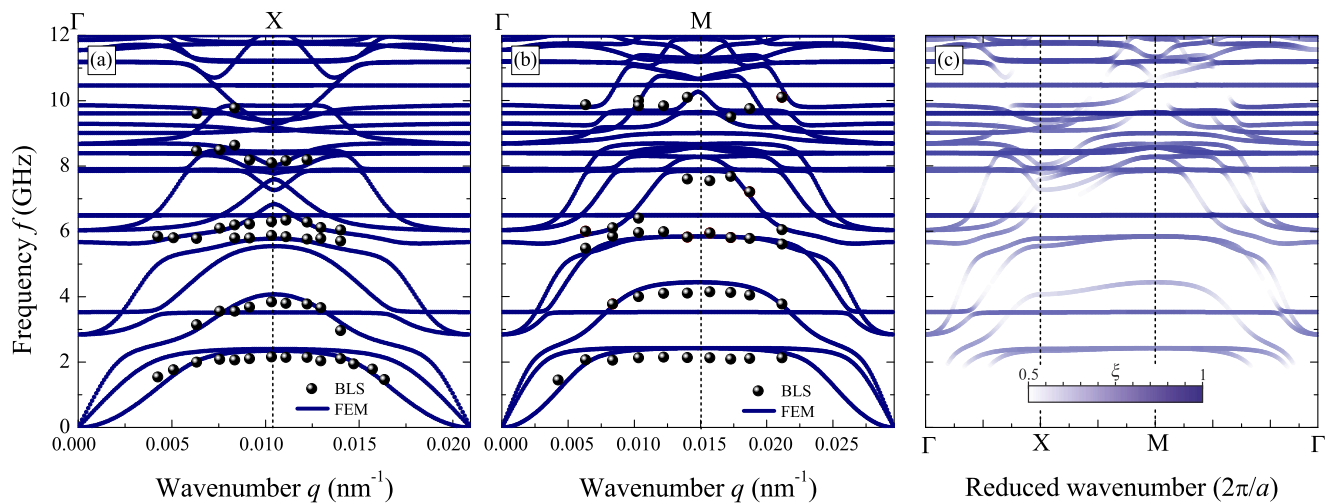 Γ X M
(a) (b) (c)
12
10
8
6
4
2
0
Frequency f (GHz)
BLS
FEM
BLS
FEM
0.5 ξ 1
0.000 0.005 0.010 0.015 0.020
0.000 0.005 0.010 0.015 0.020 0.025
Γ X M Γ
Wavenumber q (nm⁻¹)
Wavenumber q (nm⁻¹)
Reduced wavenumber (2π/a)